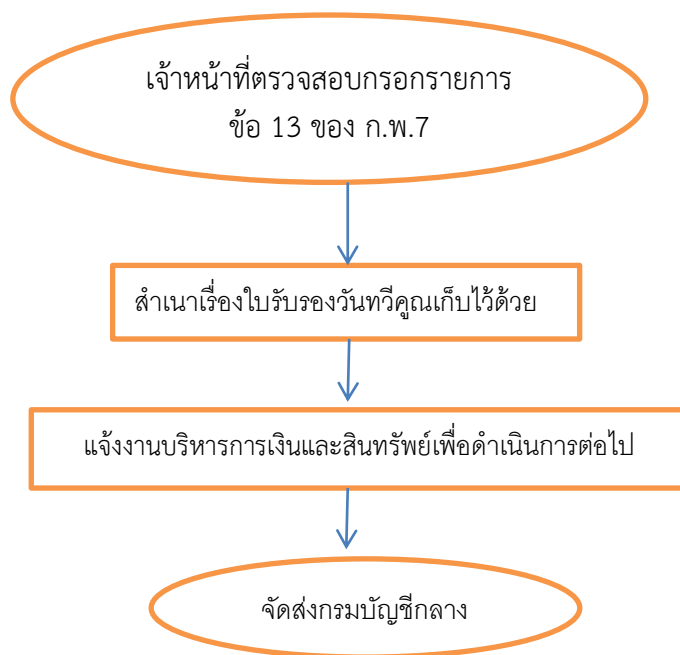 เจ้าหน้าที่ตรวจสอบกรอกรายการ
ข้อ 13 ของ ก.พ.7
สำเนาเรื่องใบรับรองวันทวีคูณเก็บไว้ด้วย
แจ้งงานบริหารการเงินและสินทรัพย์เพื่อดำเนินการต่อไป
จัดส่งกรมบัญชีกลาง